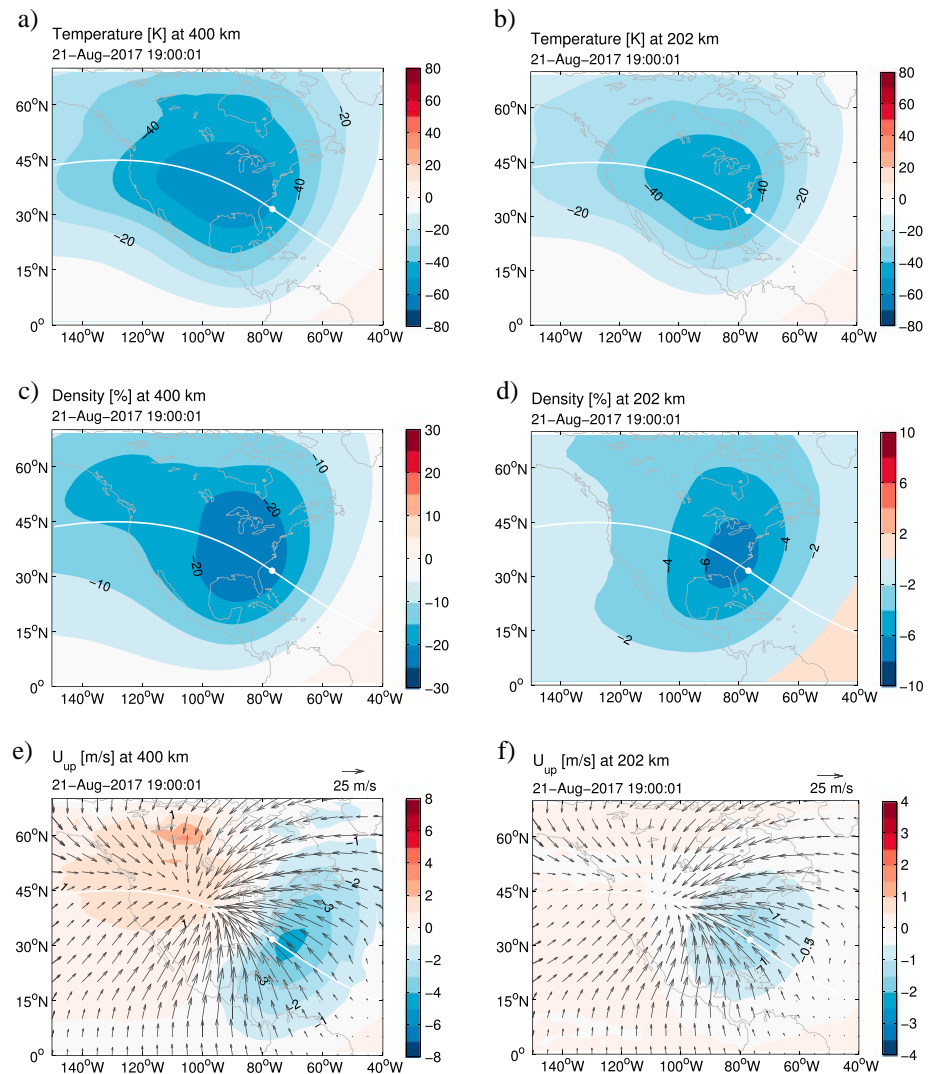 a)
Temperature [K] at 400 km
21−Aug−2017 19:00:01
60°N
45°N
30°N
15°N
0°
140°W 120°W 100°W 80°W 60°W 40°W
−40
−20
−40
−20
80
60
40
20
0
−20
−40
−60
−80
b)
Temperature [K] at 202 km
21−Aug−2017 19:00:01
60°N
45°N
30°N
15°N
0°
140°W 120°W 100°W 80°W 60°W 40°W
−40
−40
−20
−20
80
60
40
20
0
−20
−40
−60
−80
c)
Density [%] at 400 km
21−Aug−2017 19:00:01
60°N
45°N
30°N
15°N
0°
140°W 120°W 100°W 80°W 60°W 40°W
−10
−20
−20
−10
30
20
10
0
−10
−20
−30
d)
Density [%] at 202 km
21−Aug−2017 19:00:01
60°N
45°N
30°N
15°N
0°
140°W 120°W 100°W 80°W 60°W 40°W
−4
−2
−4
−6
−2
10
6
2
−2
−6
−10
e)
U_up [m/s] at 400 km
21−Aug−2017 19:00:01
25 m/s
60°N
45°N
30°N
15°N
0°
140°W 120°W 100°W 80°W 60°W 40°W
1
−1
−2
−3
1
−3
−2
8
6
4
2
0
−2
−4
−6
−8
f)
U_up [m/s] at 202 km
21−Aug−2017 19:00:01
25 m/s
60°N
45°N
30°N
15°N
0°
140°W 120°W 100°W 80°W 60°W 40°W
−1
−0.5
−1
4
3
2
1
0
−1
−2
−3
−4